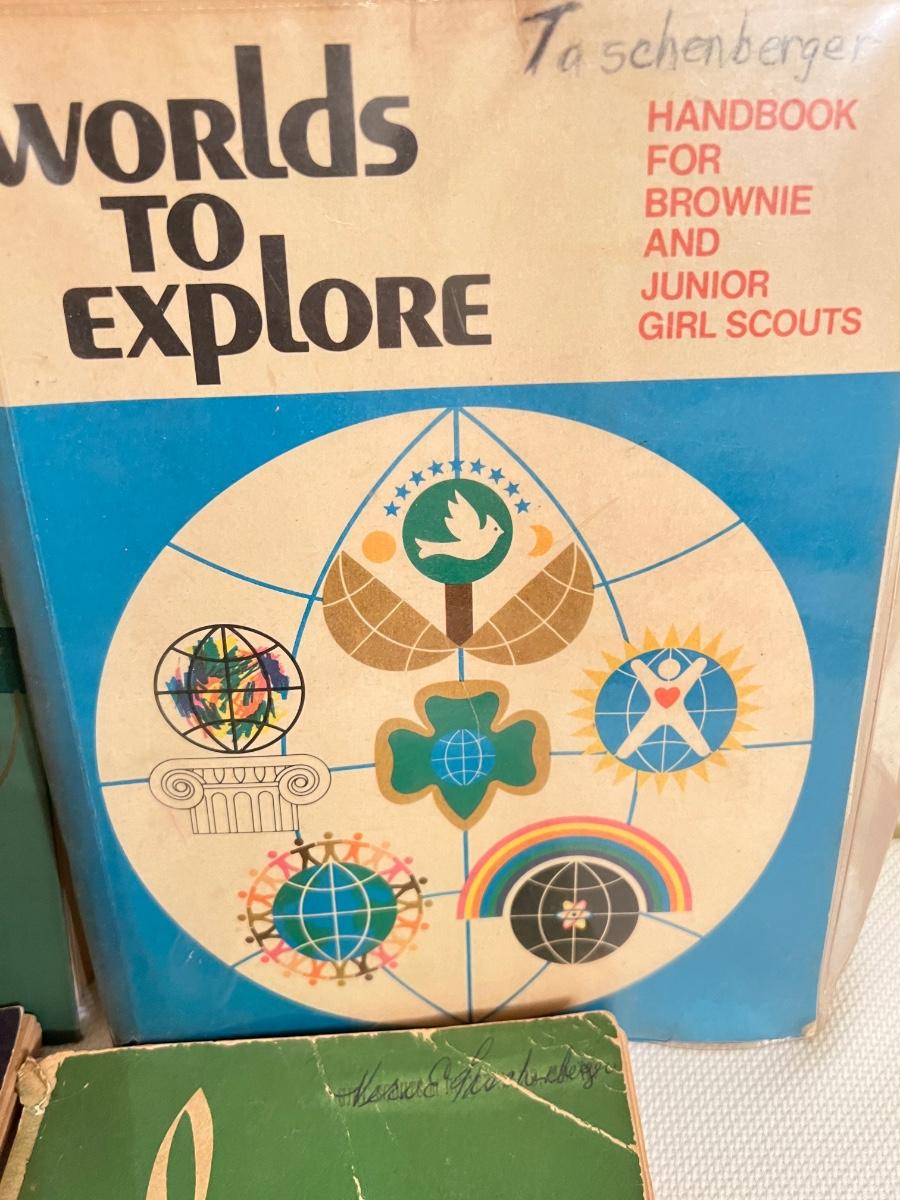 Taschenberger
WORLDS
TO
EXPLORE
HANDBOOK
FOR
BROWNIE
AND
JUNIOR
GIRL SCOUTS